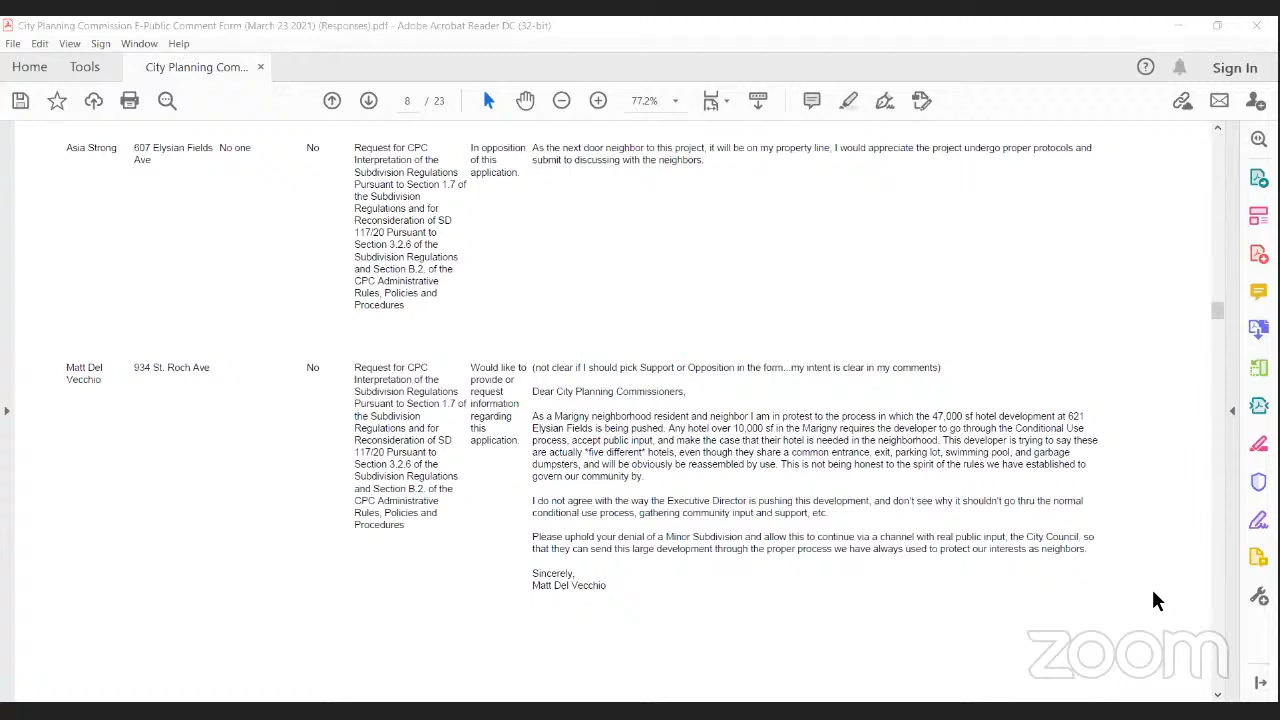 City Planning Commission E-Public Comment Form (March 23 2021) (Responses).pdf - Adobe Acrobat Reader DC (32-bit)
File Edit View Sign Window Help
Home Tools City Planning Com... × Sign In
8 / 23 77.2%
Asia Strong 607 Elysian Fields No one No Request for CPC In opposition As the next door neighbor to this project, it will be on my property line, I would appreciate the project undergo proper protocols and
Ave Interpretation of the of this submit to discussing with the neighbors.
Subdivision Regulations application.
Pursuant to Section 1.7 of
the Subdivision
Regulations and for
Reconsideration of SD
117/20 Pursuant to
Section 3.2.6 of the
Subdivision Regulations
and Section B.2. of the
CPC Administrative
Rules, Policies and
Procedures
Matt Del 934 St. Roch Ave No Request for CPC Would like to (not clear if I should pick Support or Opposition in the form...my intent is clear in my comments)
Vecchio Interpretation of the provide or
Subdivision Regulations request Dear City Planning Commissioners,
Pursuant to Section 1.7 of information
the Subdivision regarding As a Marigny neighborhood resident and neighbor I am in protest to the process in which the 47,000 sf hotel development at 621
Regulations and for this Elysian Fields is being pushed. Any hotel over 10,000 sf in the Marigny requires the developer to go through the Conditional Use
Reconsideration of SD application. process, accept public input, and make the case that their hotel is needed in the neighborhood. This developer is trying to say these
117/20 Pursuant to are actually *five different* hotels, even though they share a common entrance, exit, parking lot, swimming pool, and garbage
Section 3.2.6 of the dumpsters, and will be obviously be reassembled by use. This is not being honest to the spirit of the rules we have established to
Subdivision Regulations govern our community by.
and Section B.2. of the
CPC Administrative I do not agree with the way the Executive Director is pushing this development, and don't see why it shouldn't go thru the normal
Rules, Policies and conditional use process, gathering community input and support, etc.
Procedures
Please uphold your denial of a Minor Subdivision and allow this to continue via a channel with real public input, the City Council, so
that they can send this large development through the proper process we have always used to protect our interests as neighbors.
Sincerely,
Matt Del Vecchio
zoom